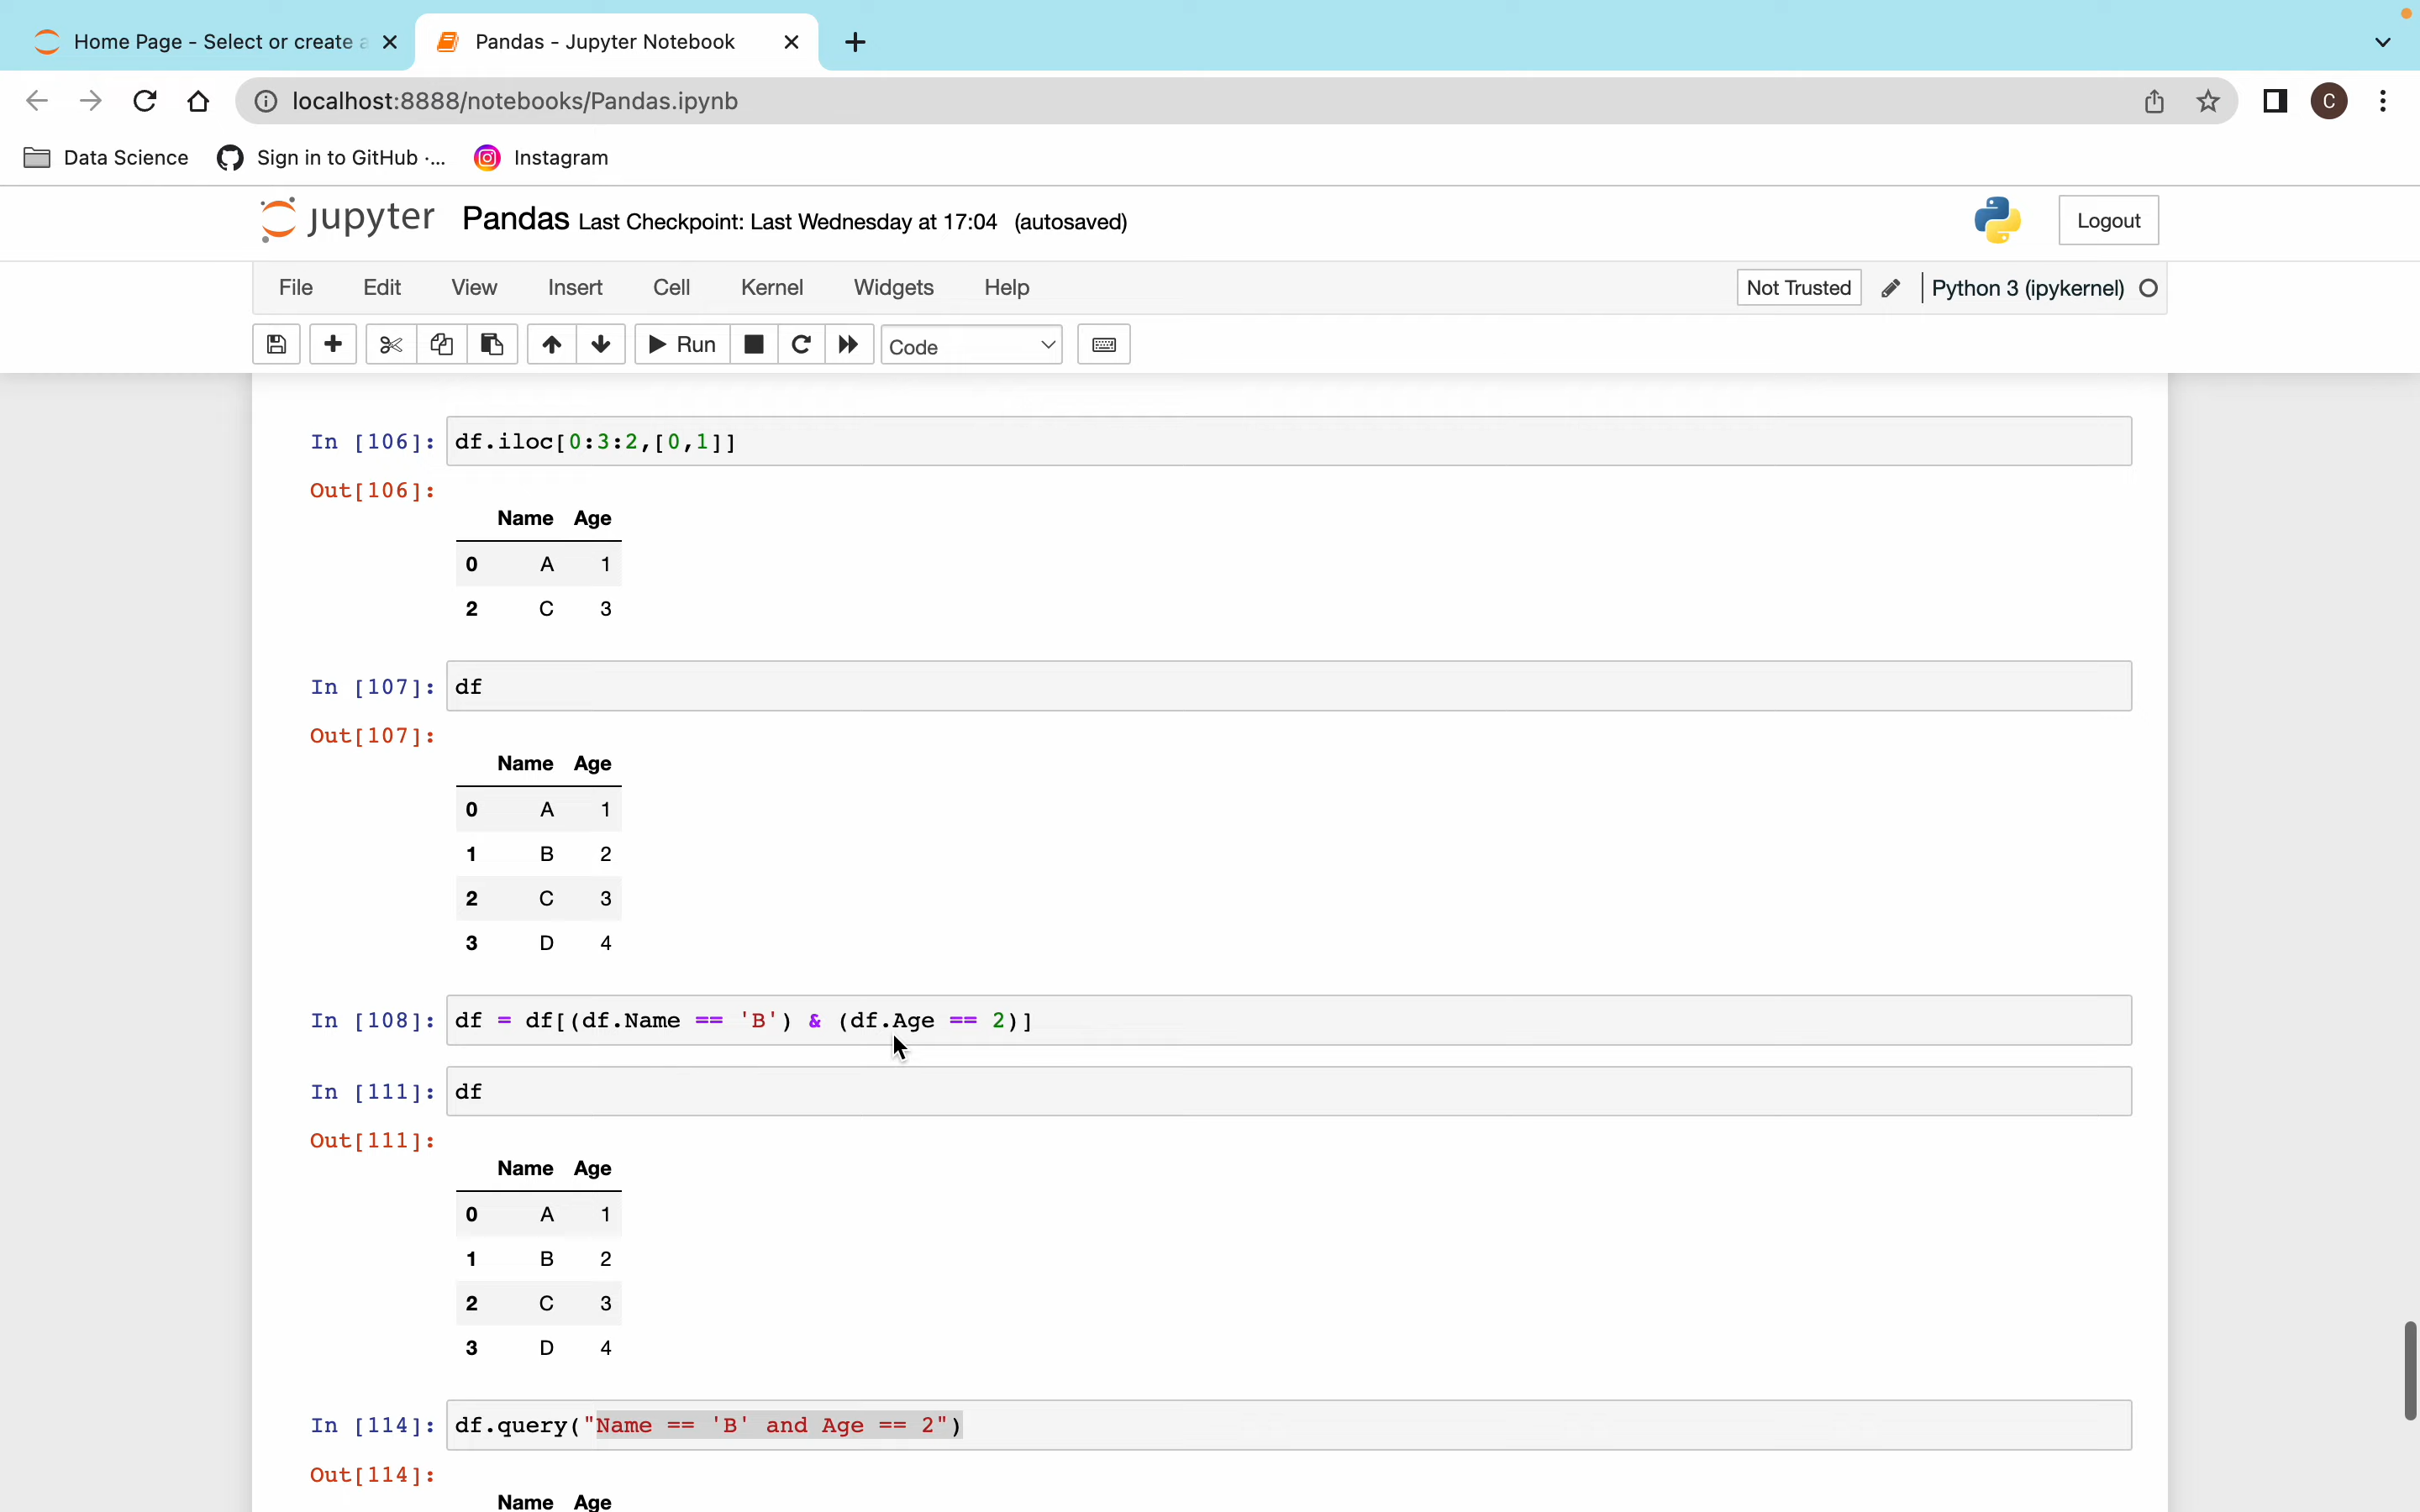 Home Page - Select or create a
Pandas - Jupyter Notebook
localhost:8888/notebooks/Pandas.ipynb
C
Data Science
Sign in to GitHub ·...
Instagram
jupyter
Pandas Last Checkpoint: Last Wednesday at 17:04 (autosaved)
Logout
File Edit View Insert Cell Kernel Widgets Help
Not Trusted
Python 3 (ipykernel)
Run
Code
In [106]: df.iloc[0:3:2,[0,1]]
Out[106]:
Name Age
0 A 1
2 C 3
In [107]: df
Out[107]:
Name Age
0 A 1
1 B 2
2 C 3
3 D 4
In [108]: df = df[(df.Name == 'B') & (df.Age == 2)]
In [111]: df
Out[111]:
Name Age
0 A 1
1 B 2
2 C 3
3 D 4
In [114]: df.query("Name == 'B' and Age == 2")
Out[114]:
Name Age